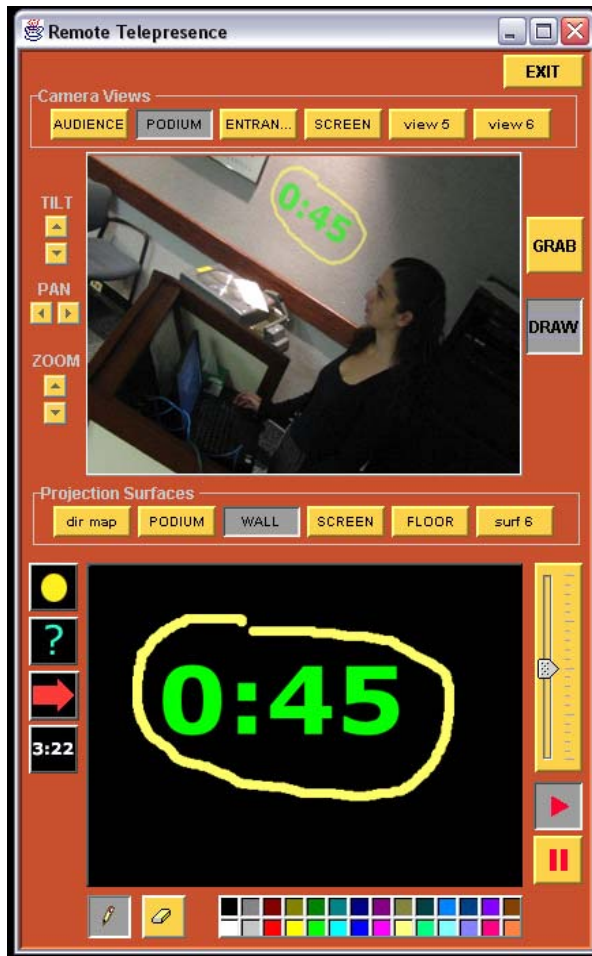 Remote Telepresence
EXIT
Camera Views
AUDIENCE PODIUM ENTRAN... SCREEN view 5 view 6
TILT
0:45
GRAB
PAN
DRAW
ZOOM
Projection Surfaces
dir map PODIUM WALL SCREEN FLOOR surf 6
?
0:45
3:22